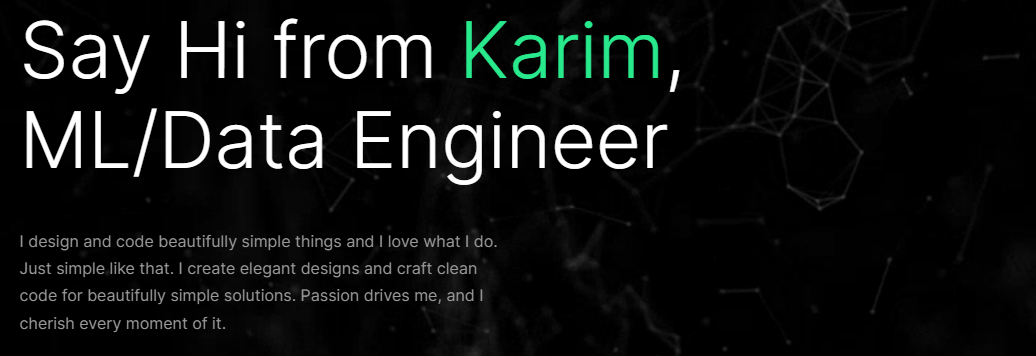 Say Hi from Karim,
ML/Data Engineer
I design and code beautifully simple things and I love what I do.
Just simple like that. I create elegant designs and craft clean
code for beautifully simple solutions. Passion drives me, and I
cherish every moment of it.